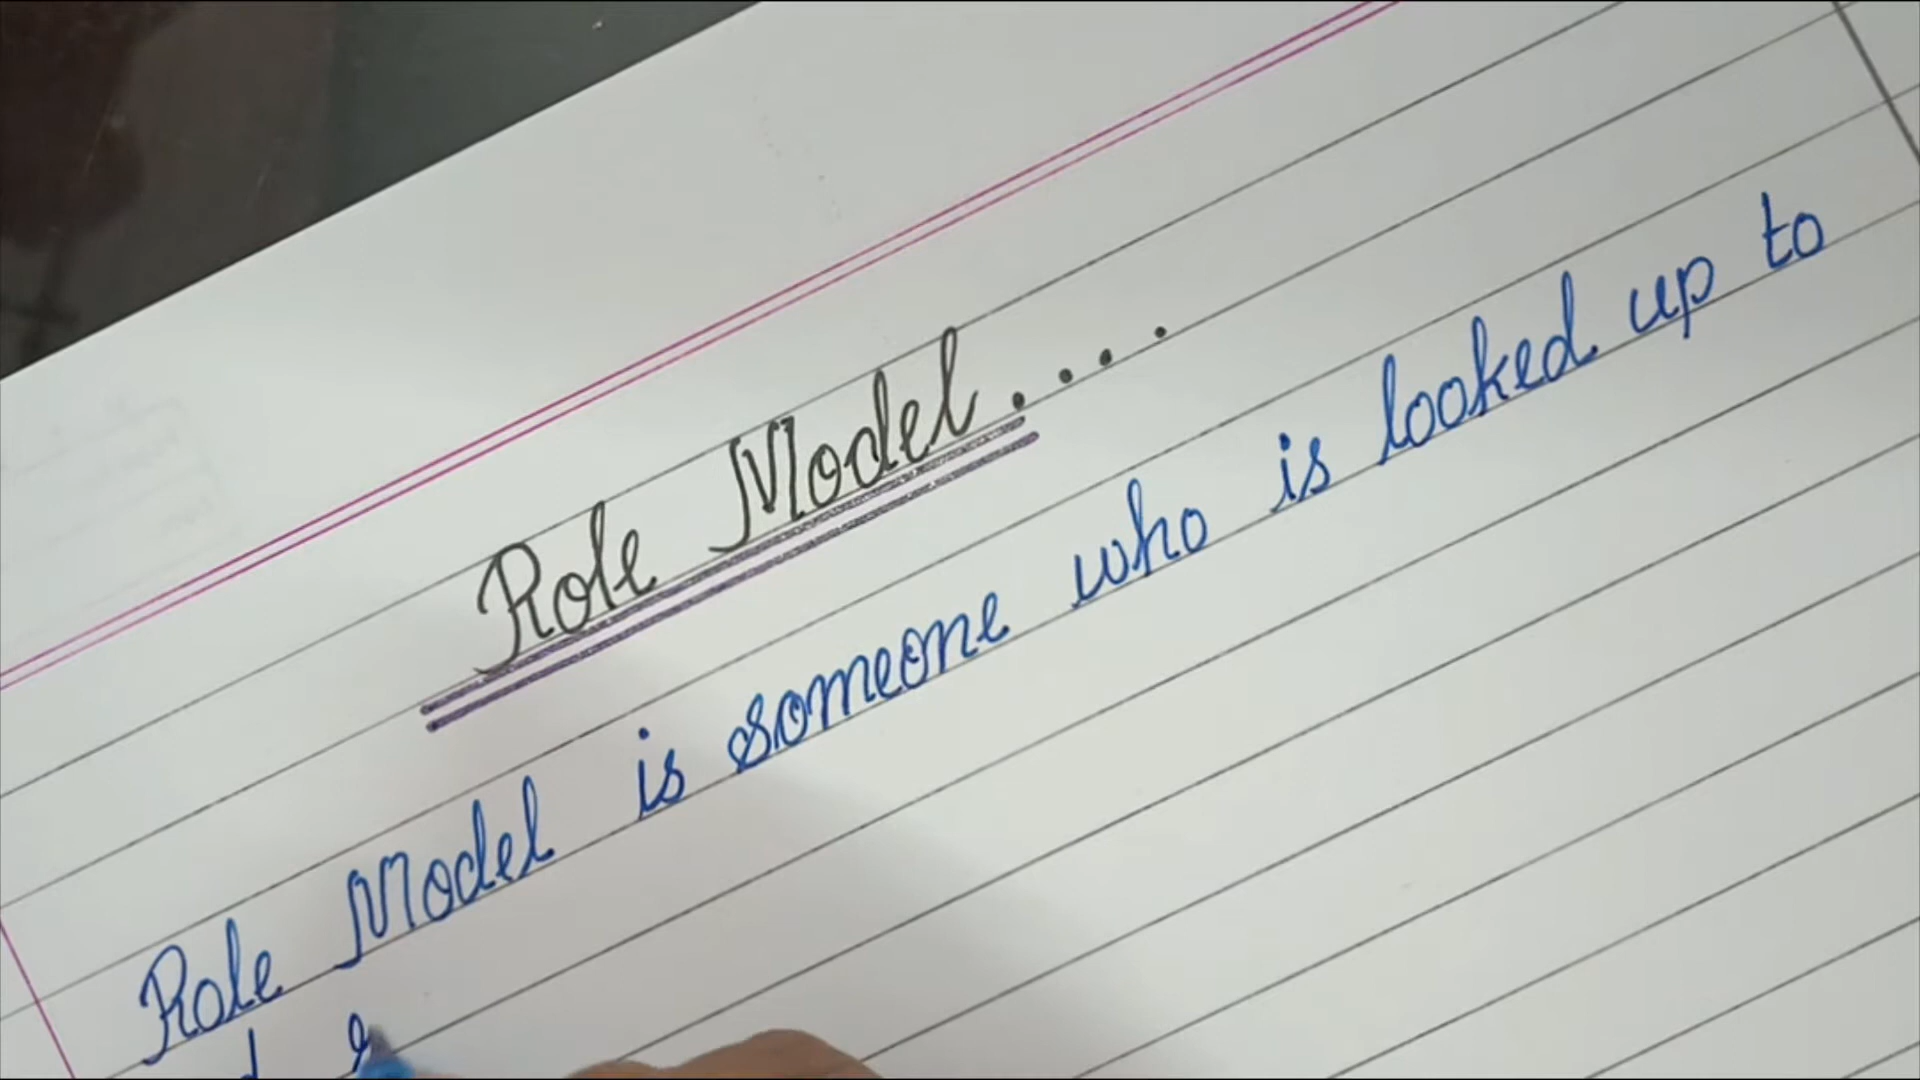 Role Model....
Role Model is someone who is looked up to